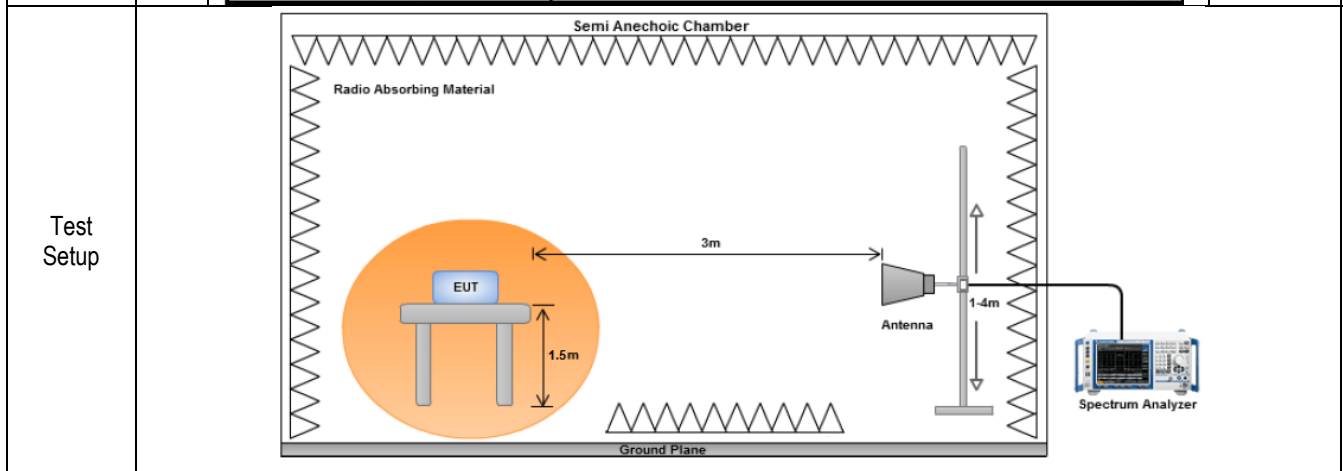 Semi Anechoic Chamber
Radio Absorbing Material
Test
Setup
3m
EUT
1-4m
Antenna
1.5m
Spectrum Analyzer
Ground Plane